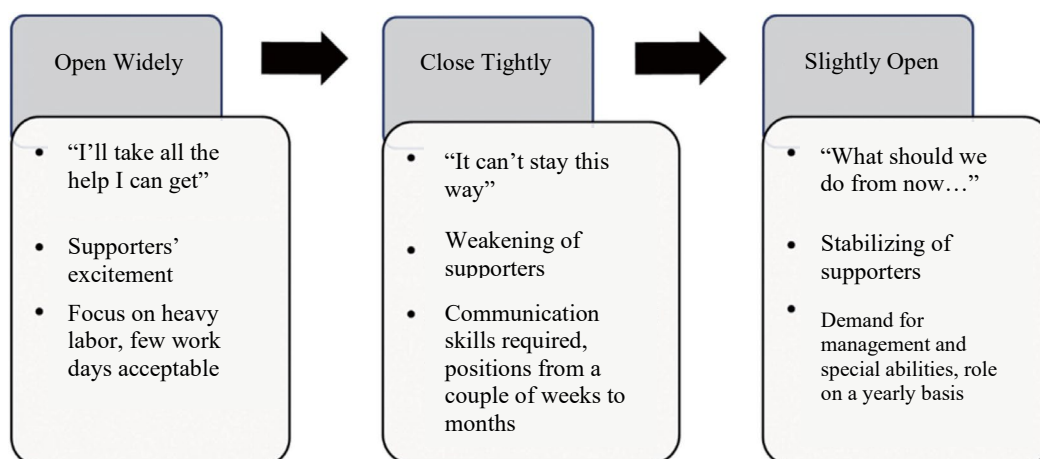 Open Widely
“I’ll take all the
help I can get”
Supporters’
excitement
Focus on heavy
labor, few work
days acceptable
Close Tightly
“It can’t stay this
way”
Weakening of
supporters
Communication
skills required,
positions from a
couple of weeks to
months
Slightly Open
“What should we
do from now…”
Stabilizing of
supporters
Demand for
management and
special abilities, role
on a yearly basis